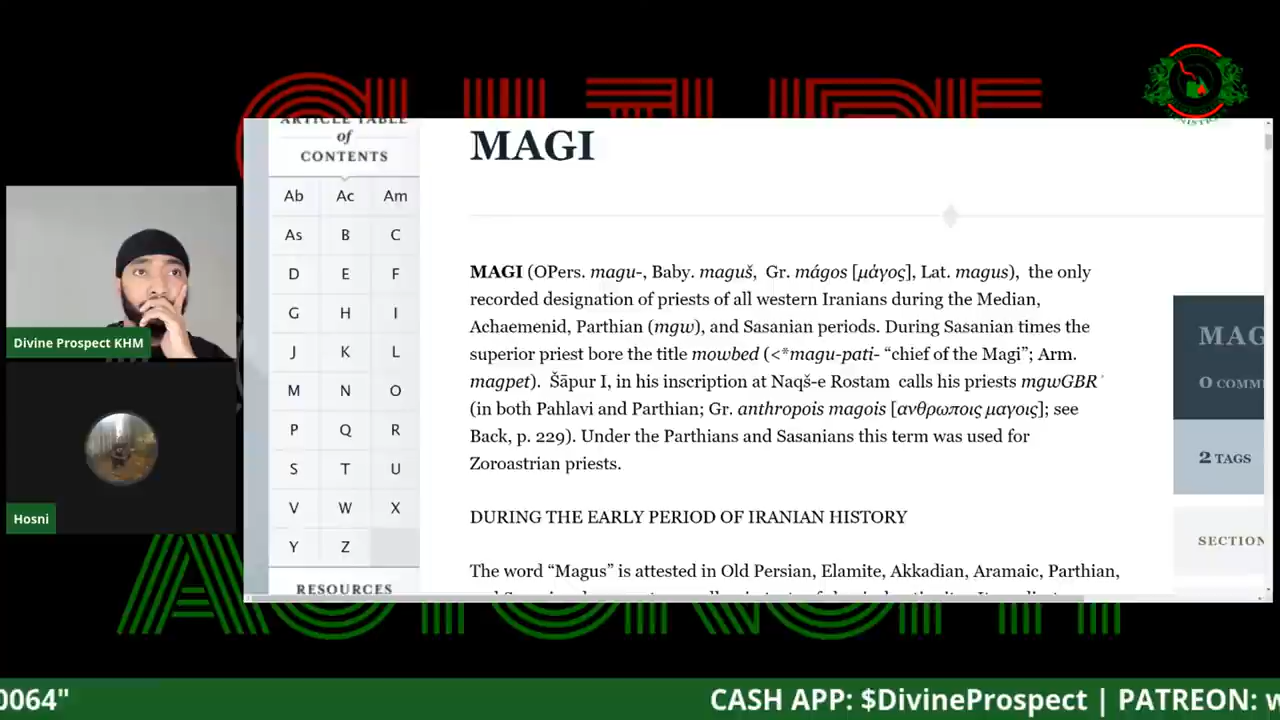 ARTICLE TABLE
of
CONTENTS
Ab Ac Am
As B C
D E F
G H I
J K L
M N O
P Q R
S T U
V W X
Y Z
RESOURCES
MAGI
MAGI (OPers. magu-, Baby. maguš, Gr. mágos [μάγος], Lat. magus), the only
recorded designation of priests of all western Iranians during the Median,
Achaemenid, Parthian (mgw), and Sasanian periods. During Sasanian times the
superior priest bore the title mowbed (<*magu-pati- “chief of the Magi”; Arm.
magpet). Šāpur I, in his inscription at Naqš-e Rostam calls his priests mgwGBR ʾ
(in both Pahlavi and Parthian; Gr. anthropois magois [ανθρωποις μαγοις]; see
Back, p. 229). Under the Parthians and Sasanians this term was used for
Zoroastrian priests.
DURING THE EARLY PERIOD OF IRANIAN HISTORY
The word “Magus” is attested in Old Persian, Elamite, Akkadian, Aramaic, Parthian,
MAG
0 COMM
2 TAGS
SECTION
Divine Prospect KHM
Hosni
0064" CASH APP: $DivineProspect | PATREON: w